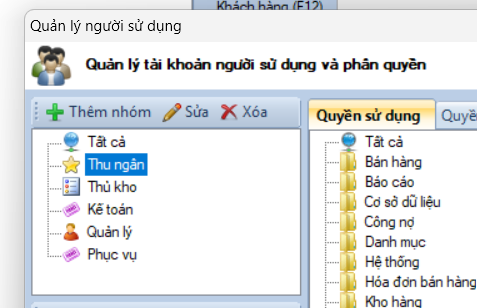 Khách hàng (F12)
Quản lý người sử dụng
Quản lý tài khoản người sử dụng và phân quyền
Thêm nhóm Sửa Xóa
Tất cả
Thu ngân
Thủ kho
Kế toán
Quản lý
Phục vụ
Quyền sử dụng Quyề
Tất cả
Bán hàng
Báo cáo
Cơ sở dữ liệu
Công nợ
Danh mục
Hệ thống
Hóa đơn bán hàng
Kho hàng